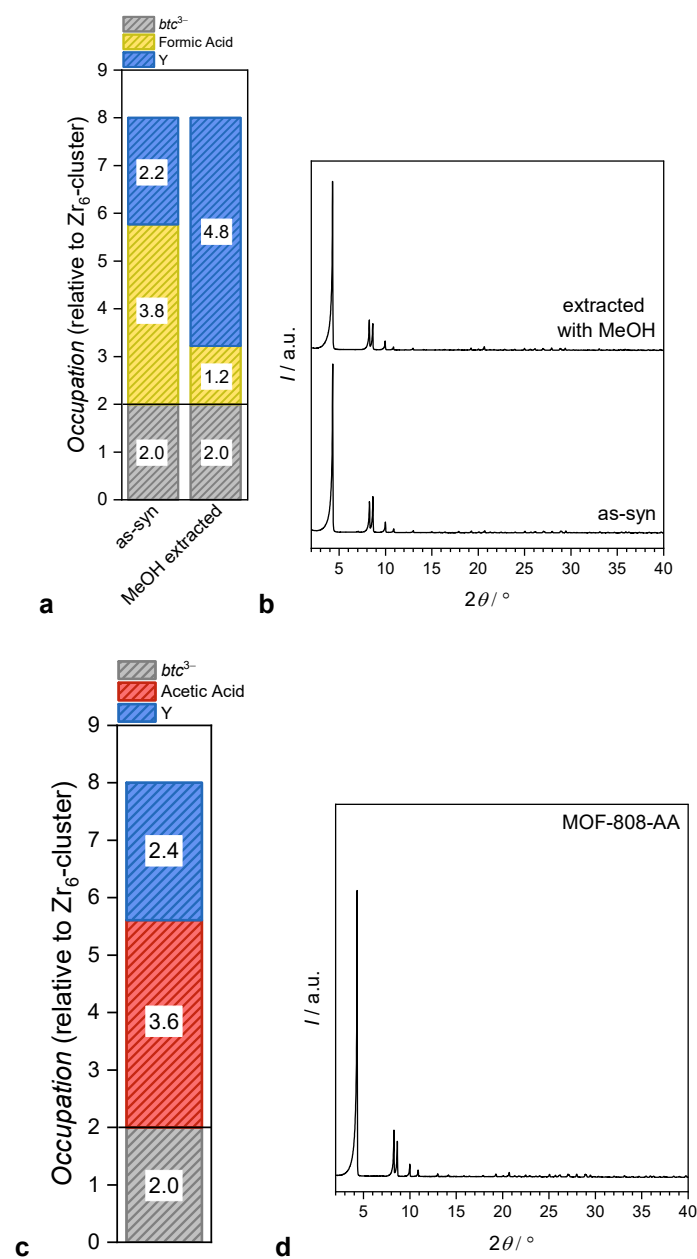 btc³⁻
Formic Acid
Y
9
8
7
6
5
4
3
2
1
0
Occupation (relative to Zr₆-cluster)
2.2
4.8
3.8
1.2
2.0 2.0
as-syn
MeOH extracted
a
I / a.u.
extracted
with MeOH
as-syn
5 10 15 20 25 30 35 40
2θ / °
b
btc³⁻
Acetic Acid
Y
9
8
7
6
5
4
3
2
1
0
Occupation (relative to Zr₆-cluster)
2.4
3.6
2.0
c
MOF-808-AA
I / a.u.
5 10 15 20 25 30 35 40
2θ / °
d